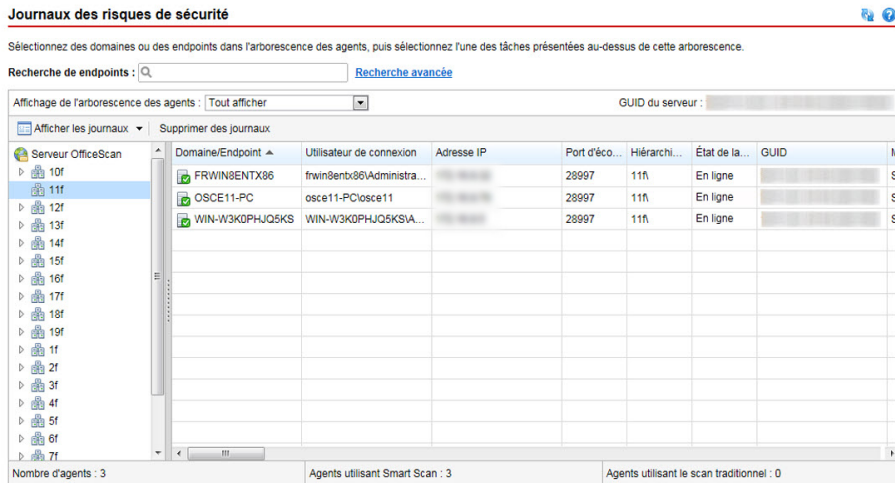 Journaux des risques de sécurité
Sélectionnez des domaines ou des endpoints dans l'arborescence des agents, puis sélectionnez l'une des tâches présentées au-dessus de cette arborescence.
Recherche de endpoints : Recherche avancée
Affichage de l'arborescence des agents : Tout afficher GUID du serveur :
Afficher les journaux Supprimer des journaux
Serveur OfficeScan
10f
11f
12f
13f
14f
15f
16f
17f
18f
19f
1f
2f
3f
4f
5f
6f
7f
Domaine/Endpoint Utilisateur de connexion Adresse IP Port d'éco... Hiérarchi... État de la... GUID
FRWIN8ENTX86 frwin8entx86\Administra... 28997 11f\ En ligne
OSCE11-PC osce11-PC\osce11 28997 11f\ En ligne
WIN-W3K0PHJQ5KS WIN-W3K0PHJQ5KS\A... 28997 11f\ En ligne
Nombre d'agents : 3 Agents utilisant Smart Scan : 3 Agents utilisant le scan traditionnel : 0